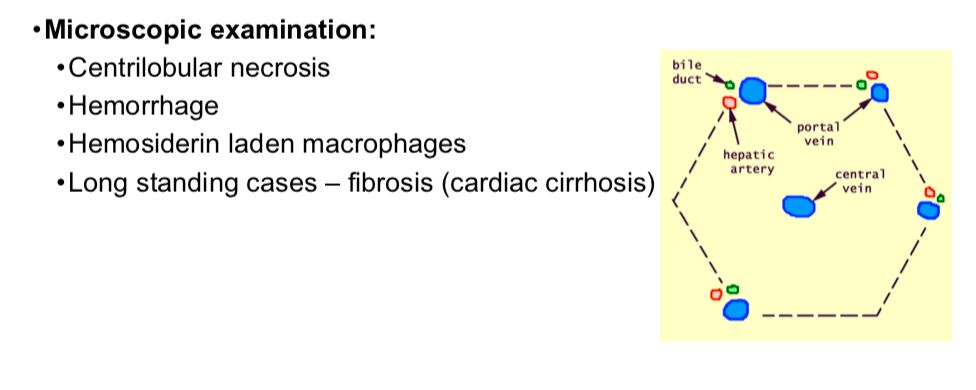 •Microscopic examination:
•Centrilobular necrosis
•Hemorrhage
•Hemosiderin laden macrophages
•Long standing cases – fibrosis (cardiac cirrhosis)
bile
duct
portal
vein
hepatic
artery
central
vein